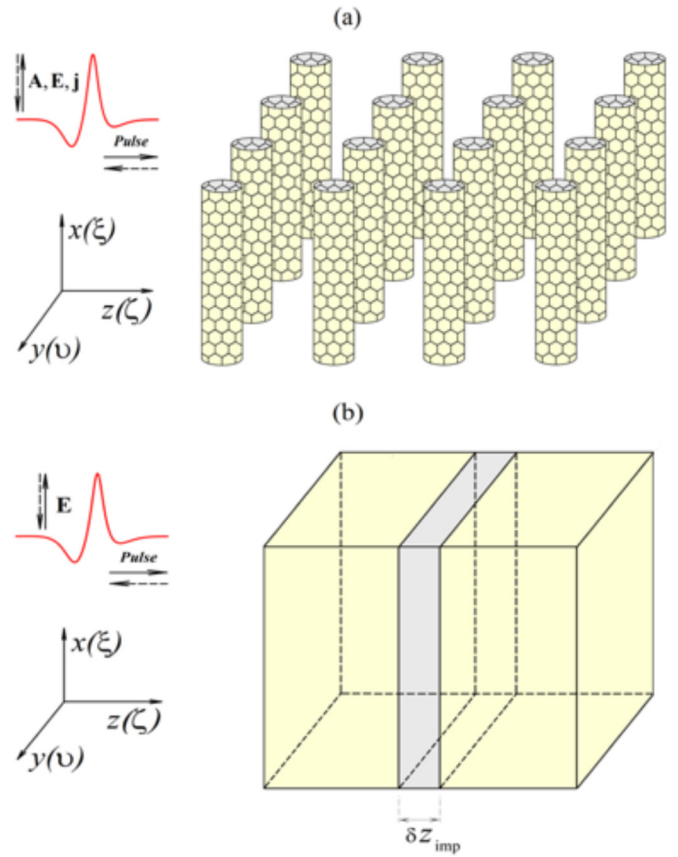 (a)
A, E, j
Pulse
x(ξ)
z(ζ)
y(υ)
(b)
E
Pulse
x(ξ)
z(ζ)
y(υ)
δz_imp